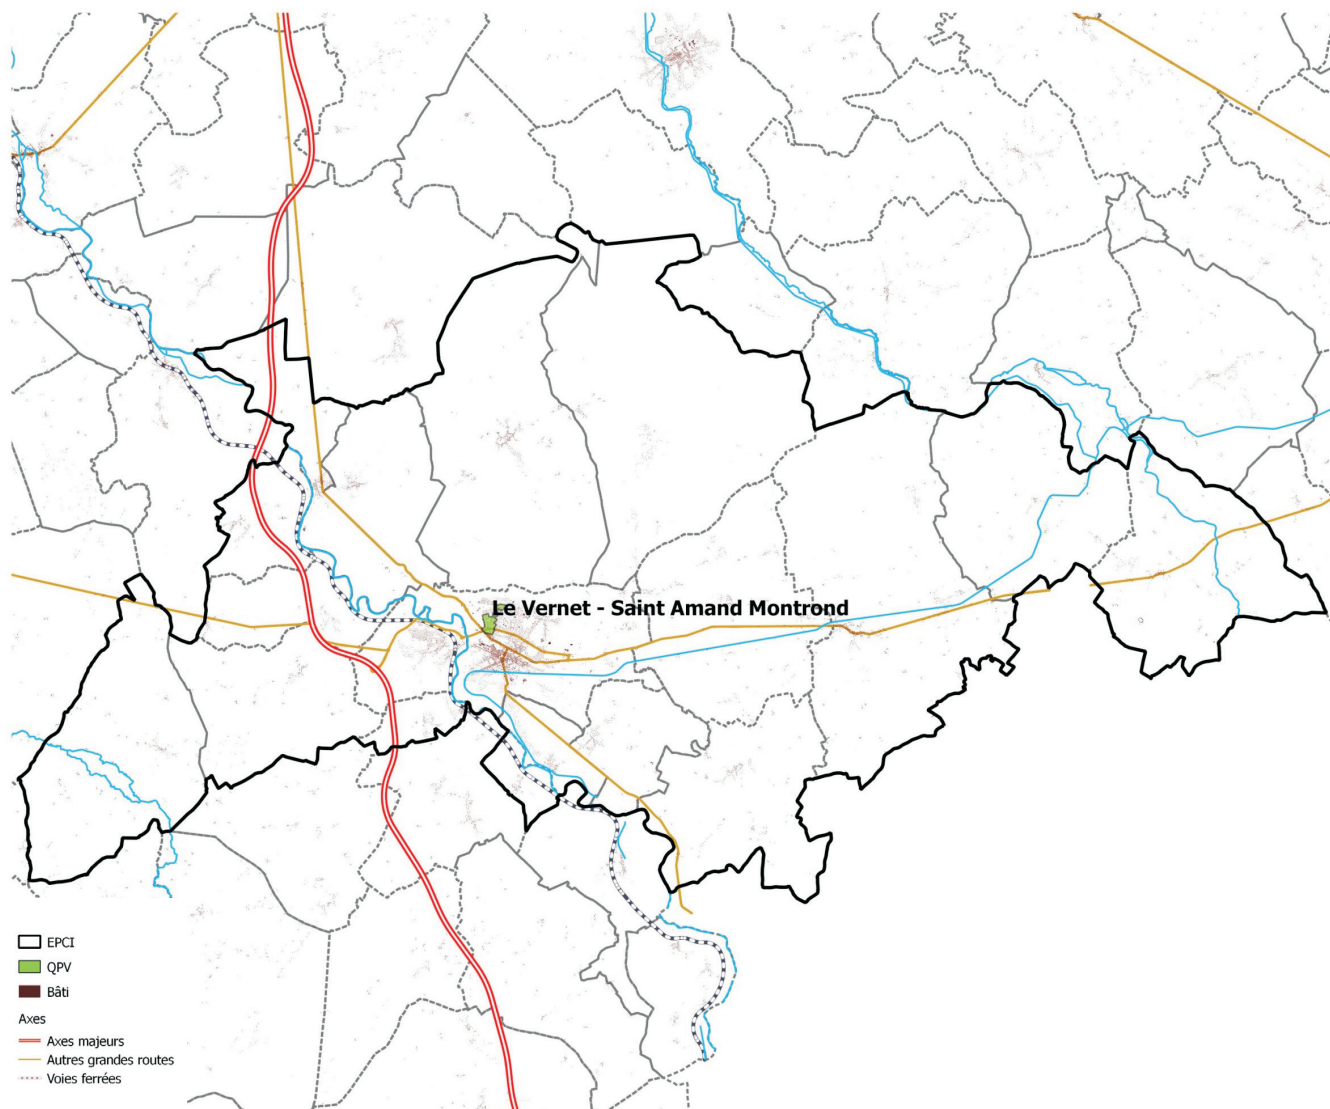 Le Vernet - Saint Amand Montrond
EPCI
QPV
Bâti
Axes
Axes majeurs
Autres grandes routes
Voies ferrées